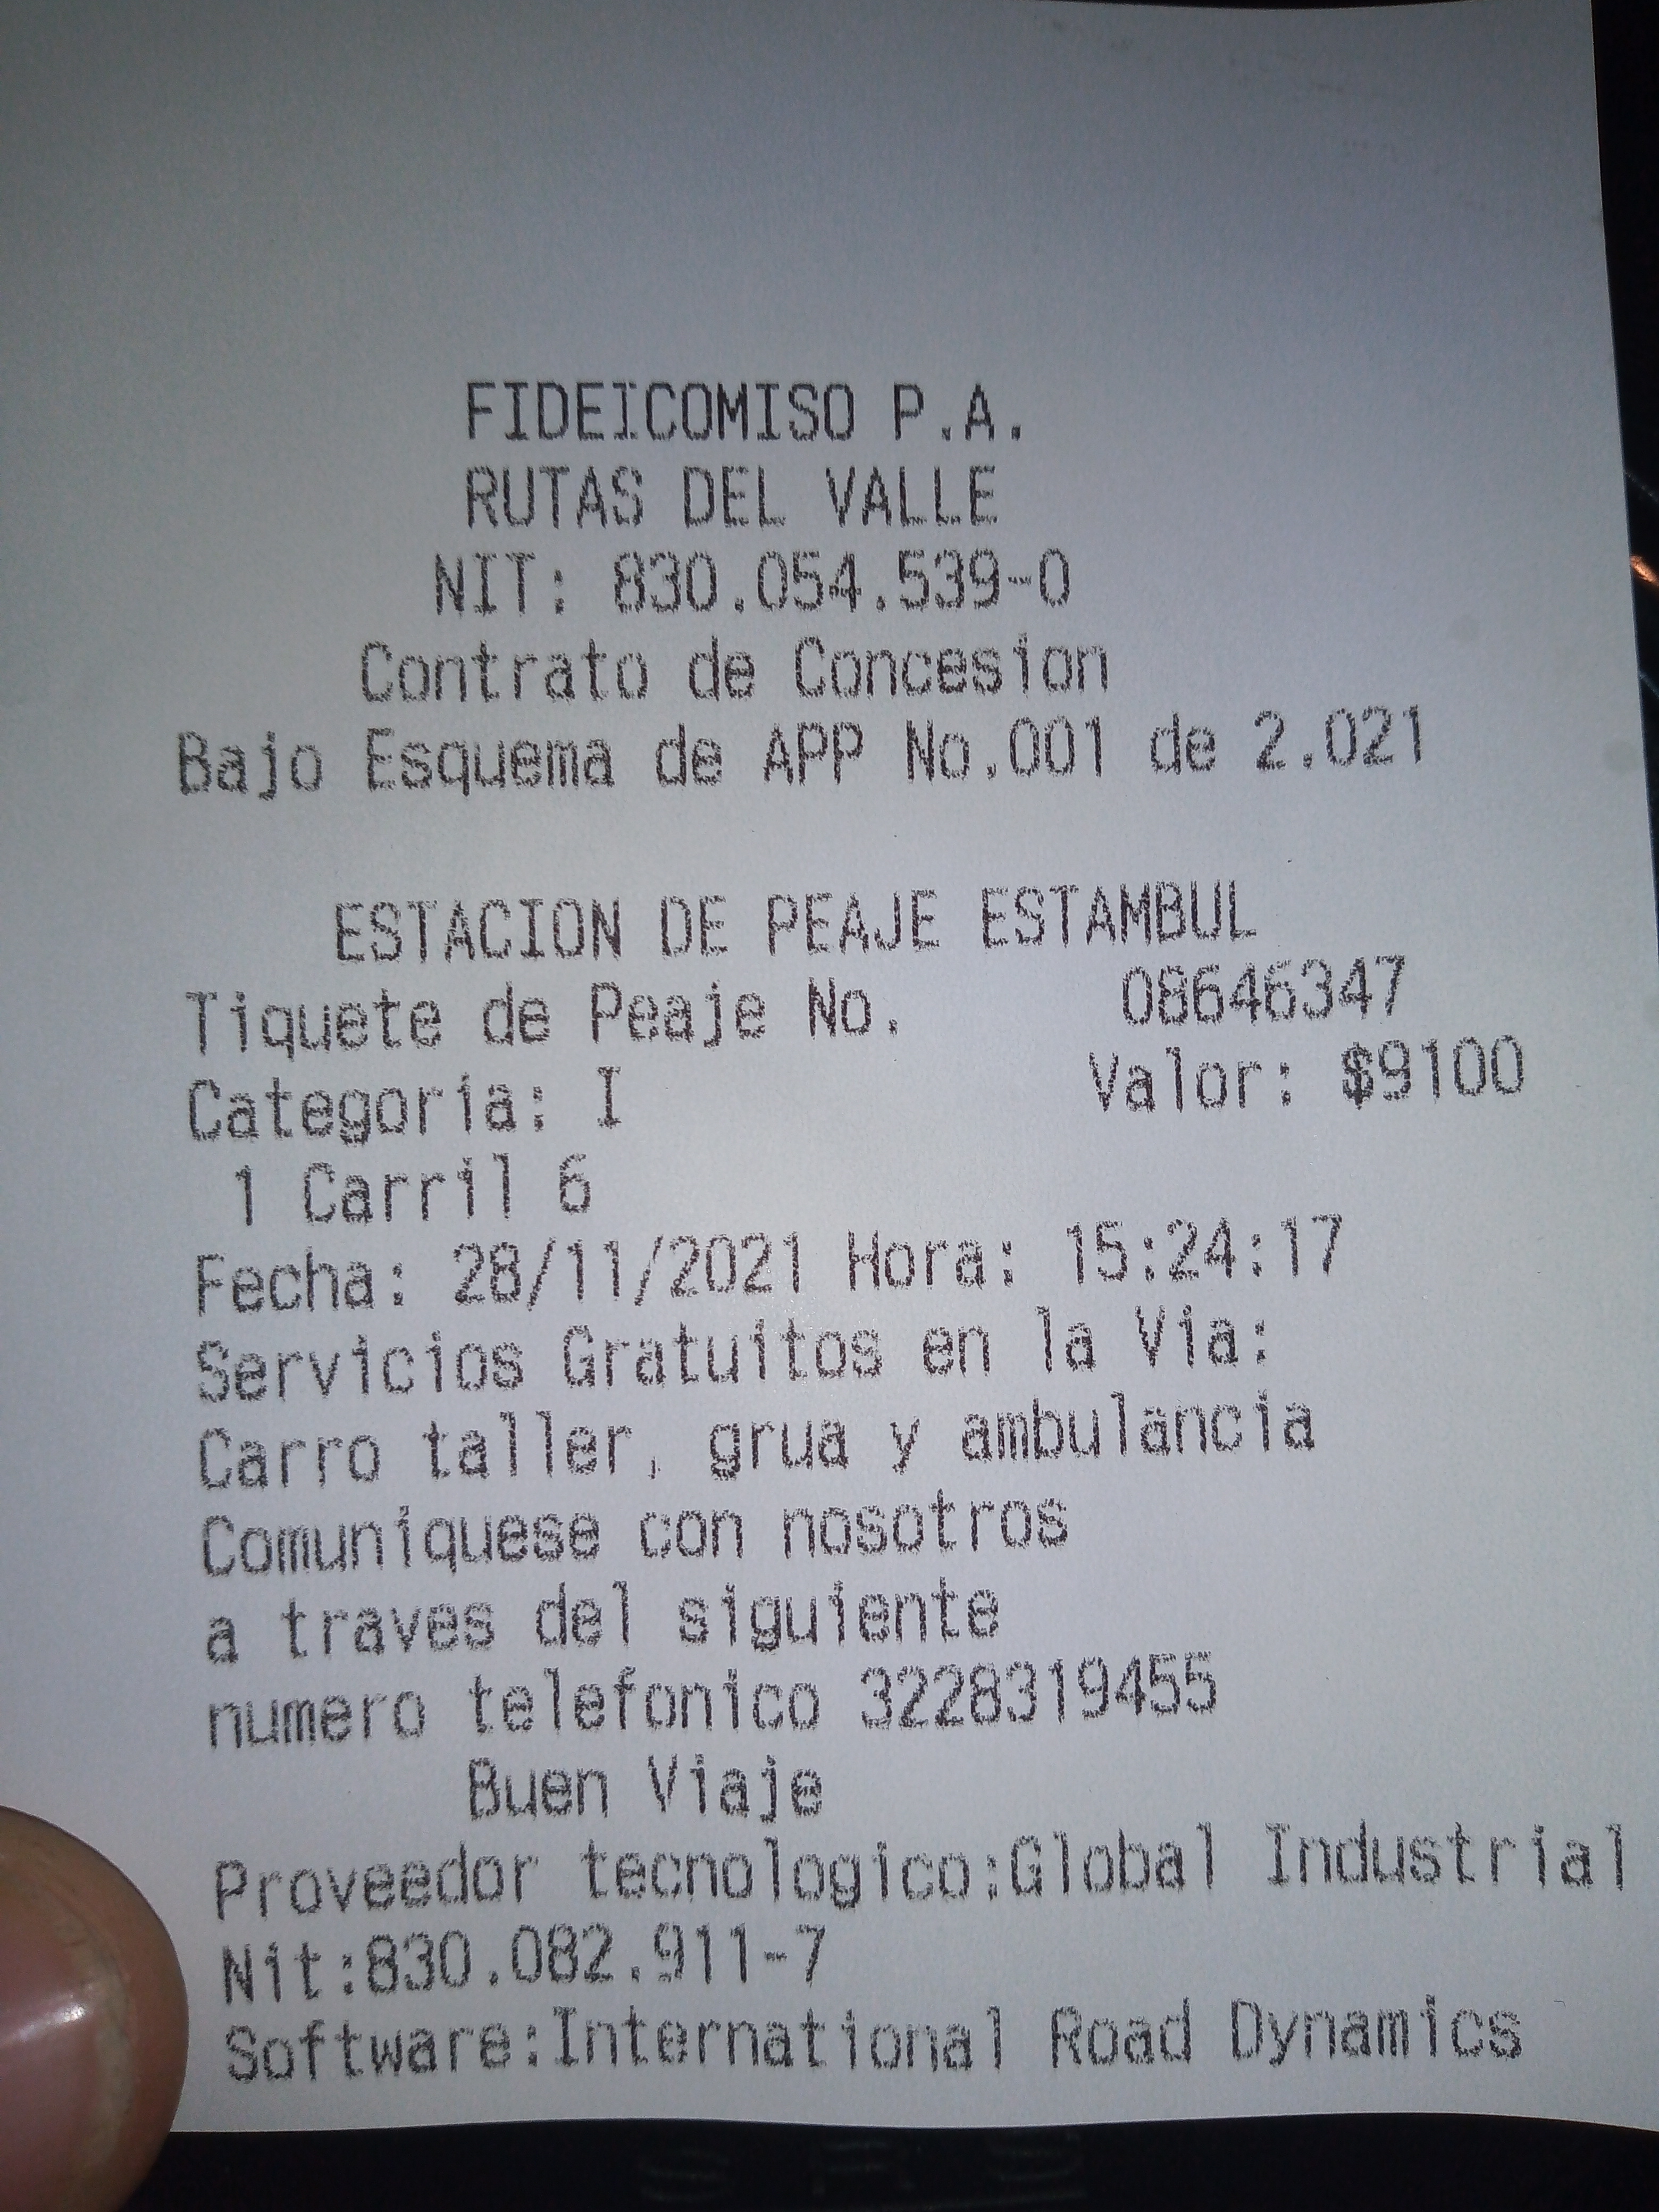 FIDEICOMISO P.A.
RUTAS DEL VALLE
NIT: 830.054.539-0
Contrato de Concesion
Bajo Esquema de APP No.001 de 2.021
ESTACION DE PEAJE ESTAMBUL
Tiquete de Peaje No. 08646347
Categoria: I Valor: $9100
1 Carril 6
Fecha: 28/11/2021 Hora: 15:24:17
Servicios Gratuitos en la Via:
Carro taller, grua y ambulancia
Comuniquese con nosotros
a traves del siguiente
numero telefonico 3228319455
Buen Viaje
Proveedor tecnologico:Global Industrial
Nit:830.082.911-7
Software:International Road Dynamics